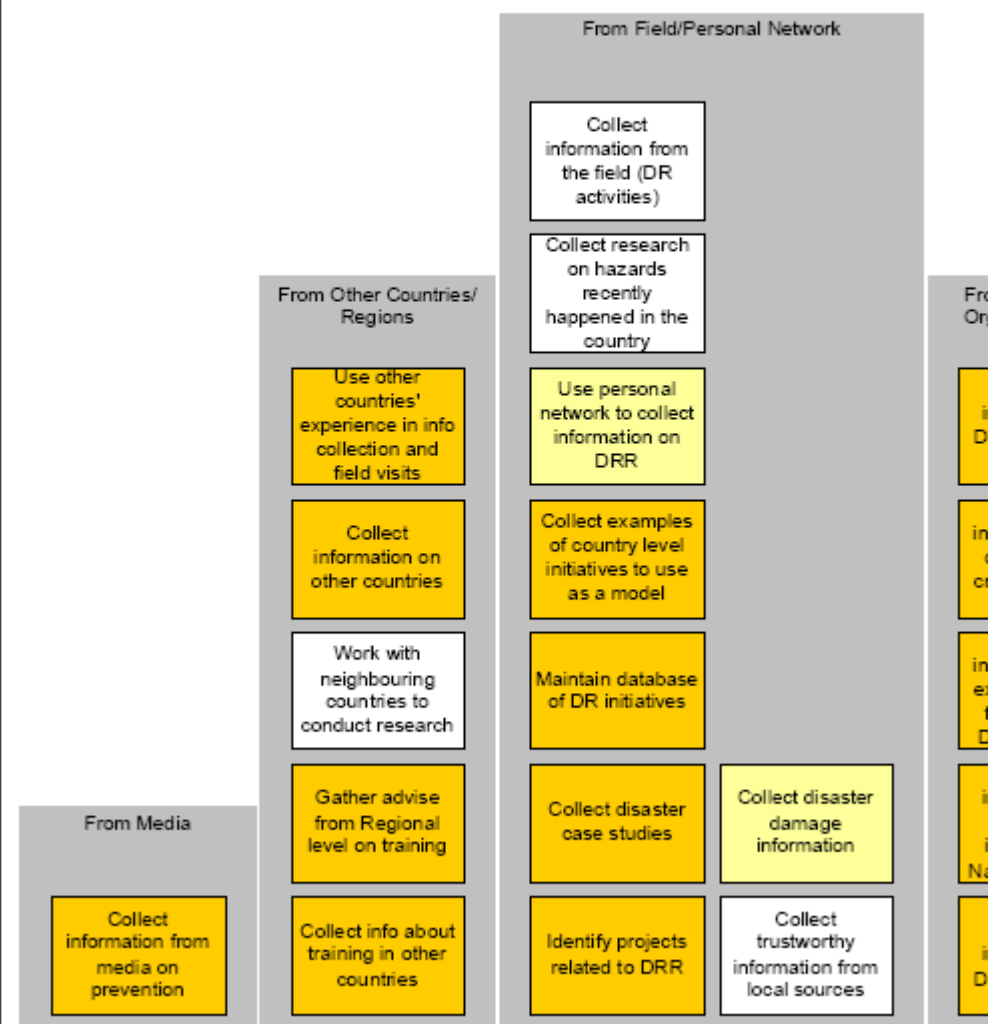 From Field/Personal Network
Collect
information from
the field (DR
activities)
Collect research
on hazards
recently
happened in the
country
Use personal
network to collect
information on
DRR
Collect examples
of country level
initiatives to use
as a model
Maintain database
of DR initiatives
Collect disaster
case studies
Identify projects
related to DRR
Collect disaster
damage
information
Collect
trustworthy
information from
local sources
From Other Countries/
Regions
Use other
countries'
experience in info
collection and
field visits
Collect
information on
other countries
Work with
neighbouring
countries to
conduct research
Gather advise
from Regional
level on training
Collect info about
training in other
countries
From Media
Collect
information from
media on
prevention